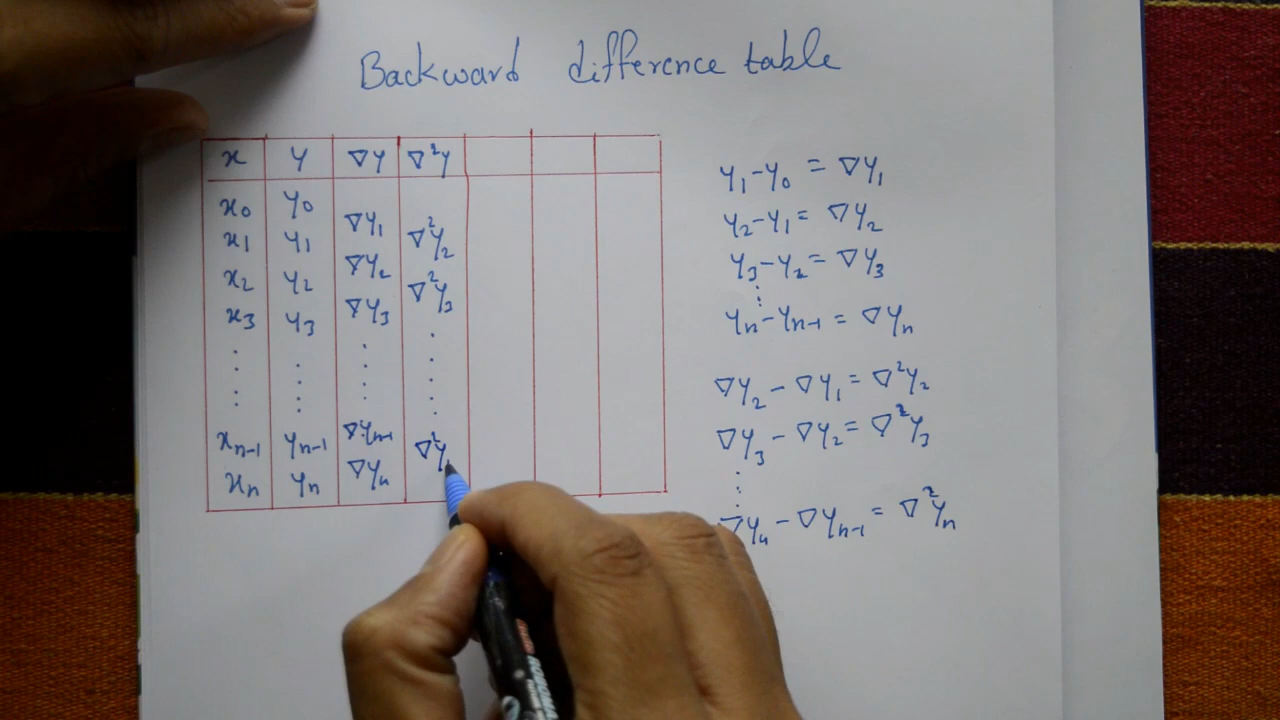 Backward difference table
x y ∇y ∇²y
x₀ y₀
∇y₁
x₁ y₁ ∇²y₂
∇y₂
x₂ y₂ ∇²y₃
∇y₃
x₃ y₃
⋮ ⋮ ⋮ ⋮
∇yₙ₋₁
xₙ₋₁ yₙ₋₁ ∇²y
∇yₙ
xₙ yₙ
y₁-y₀ = ∇y₁
y₂-y₁ = ∇y₂
y₃-y₂ = ∇y₃
⋮
yₙ-yₙ₋₁ = ∇yₙ
∇y₂ - ∇y₁ = ∇²y₂
∇y₃ - ∇y₂ = ∇²y₃
⋮
∇yₙ - ∇yₙ₋₁ = ∇²yₙ